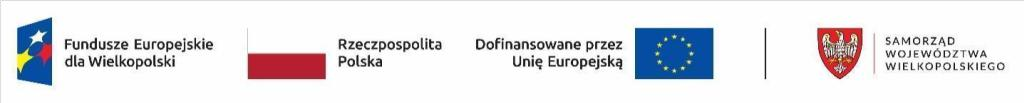 Fundusze Europejskie
dla Wielkopolski
Rzeczpospolita
Polska
Dofinansowane przez
Unię Europejską
SAMORZĄD
WOJEWÓDZTWA
WIELKOPOLSKIEGO